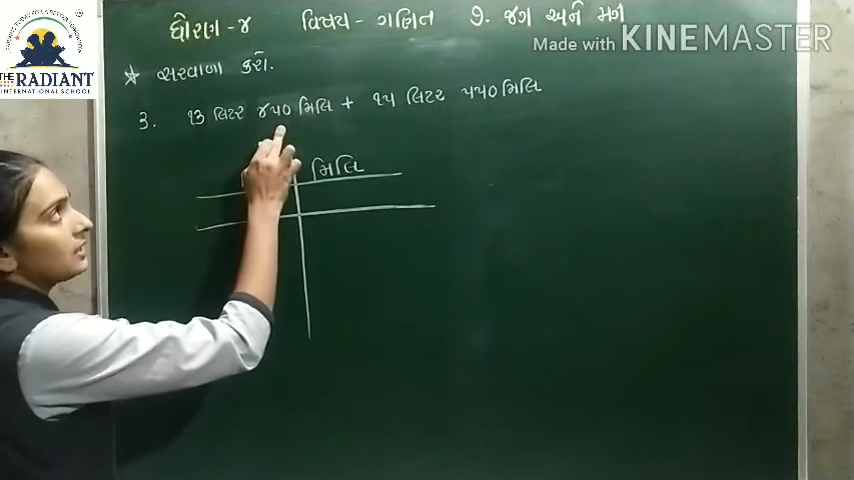 ધોરણ - ૪ વિષય - ગણિત ૭. જગ અને મગ
Made with KINEMASTER
THE RADIANT
INTERNATIONAL SCHOOL
* સરવાળા કરો.
૩. ૧૩ લિટર ૪૫૦ મિલિ + ૧૫ લિટર ૫૫૦ મિલિ
મિલિ